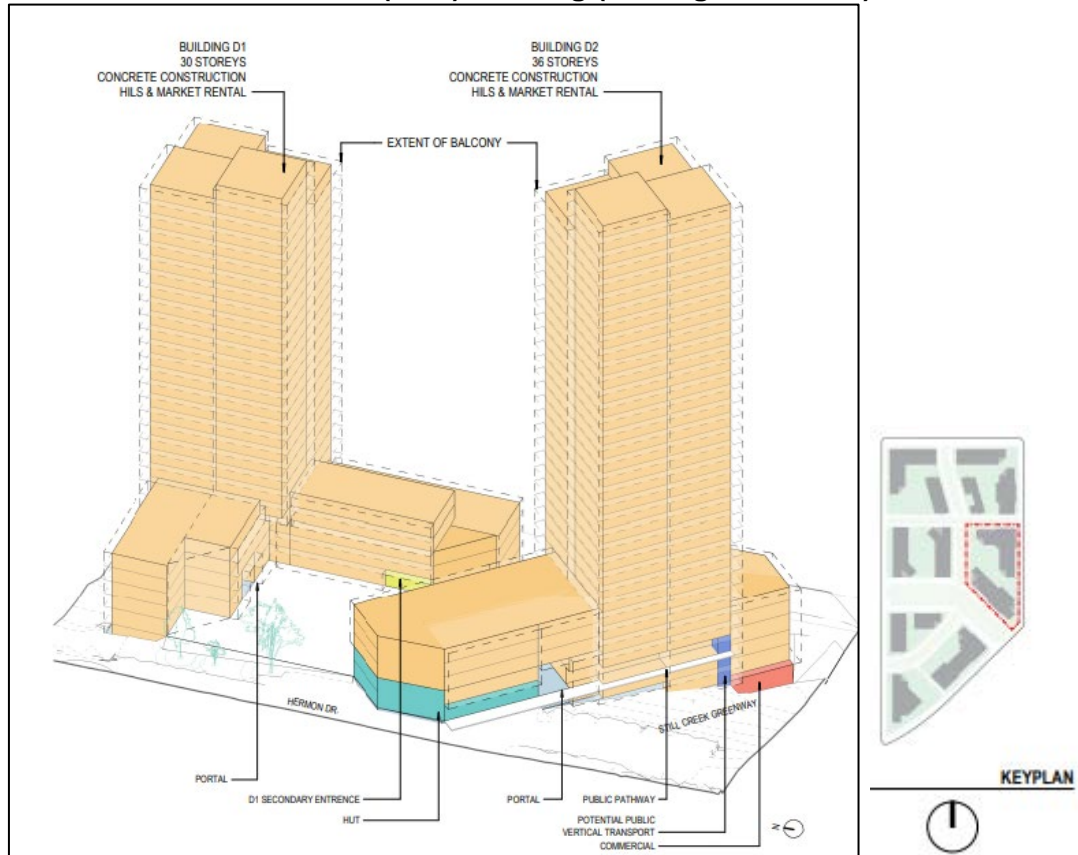 BUILDING D1
30 STOREYS
CONCRETE CONSTRUCTION
HILS & MARKET RENTAL
BUILDING D2
36 STOREYS
CONCRETE CONSTRUCTION
HILS & MARKET RENTAL
EXTENT OF BALCONY
HERMON DR.
STILL CREEK GREENWAY
PORTAL
D1 SECONDARY ENTRENCE
HUT
PORTAL
PUBLIC PATHWAY
POTENTIAL PUBLIC
VERTICAL TRANSPORT
COMMERCIAL
N
KEYPLAN